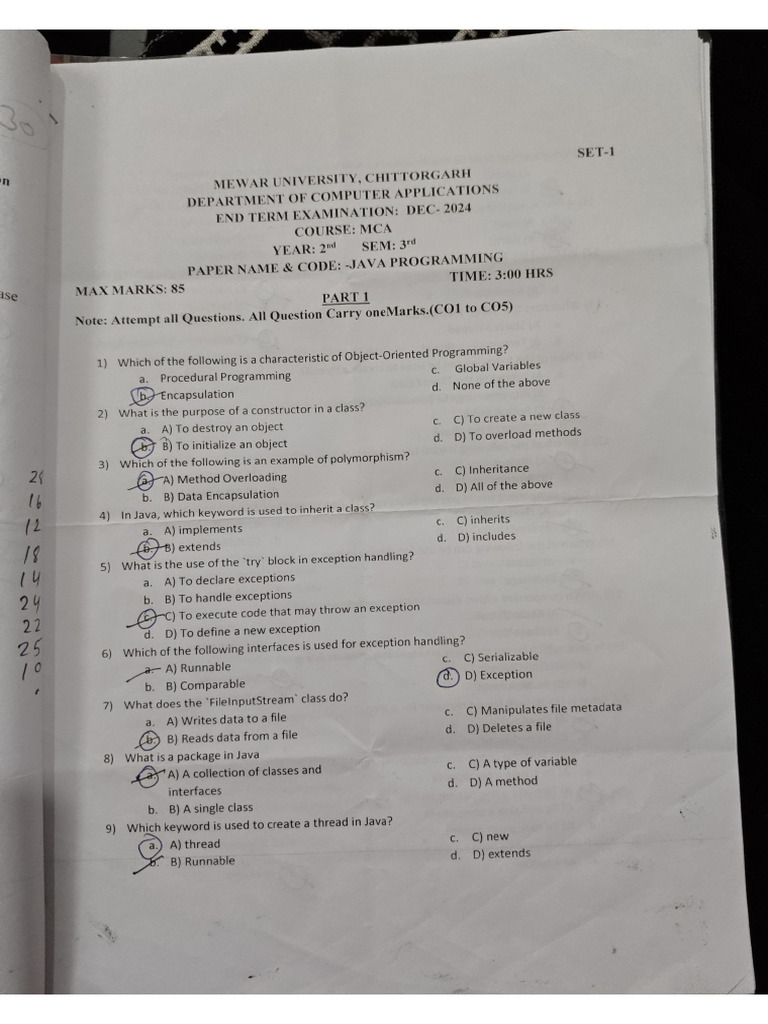 30
n
ase
SET-1
MEWAR UNIVERSITY, CHITTORGARH
DEPARTMENT OF COMPUTER APPLICATIONS
END TERM EXAMINATION: DEC- 2024
COURSE: MCA
YEAR: 2nd SEM: 3rd
PAPER NAME & CODE: -JAVA PROGRAMMING
MAX MARKS: 85 TIME: 3:00 HRS
PART 1
Note: Attempt all Questions. All Question Carry oneMarks.(CO1 to CO5)
1) Which of the following is a characteristic of Object-Oriented Programming?
a. Procedural Programming c. Global Variables
b. Encapsulation d. None of the above
2) What is the purpose of a constructor in a class?
a. A) To destroy an object c. C) To create a new class
b. B) To initialize an object d. D) To overload methods
3) Which of the following is an example of polymorphism?
a. A) Method Overloading c. C) Inheritance
b. B) Data Encapsulation d. D) All of the above
4) In Java, which keyword is used to inherit a class?
a. A) implements c. C) inherits
b. B) extends d. D) includes
5) What is the use of the `try` block in exception handling?
a. A) To declare exceptions
b. B) To handle exceptions
c. C) To execute code that may throw an exception
d. D) To define a new exception
6) Which of the following interfaces is used for exception handling?
a. A) Runnable c. C) Serializable
b. B) Comparable d. D) Exception
7) What does the `FileInputStream` class do?
a. A) Writes data to a file c. C) Manipulates file metadata
b. B) Reads data from a file d. D) Deletes a file
8) What is a package in Java
a. A) A collection of classes and c. C) A type of variable
interfaces d. D) A method
b. B) A single class
9) Which keyword is used to create a thread in Java?
a. A) thread c. C) new
b. B) Runnable d. D) extends
16
12
18
14
24
22
25
10